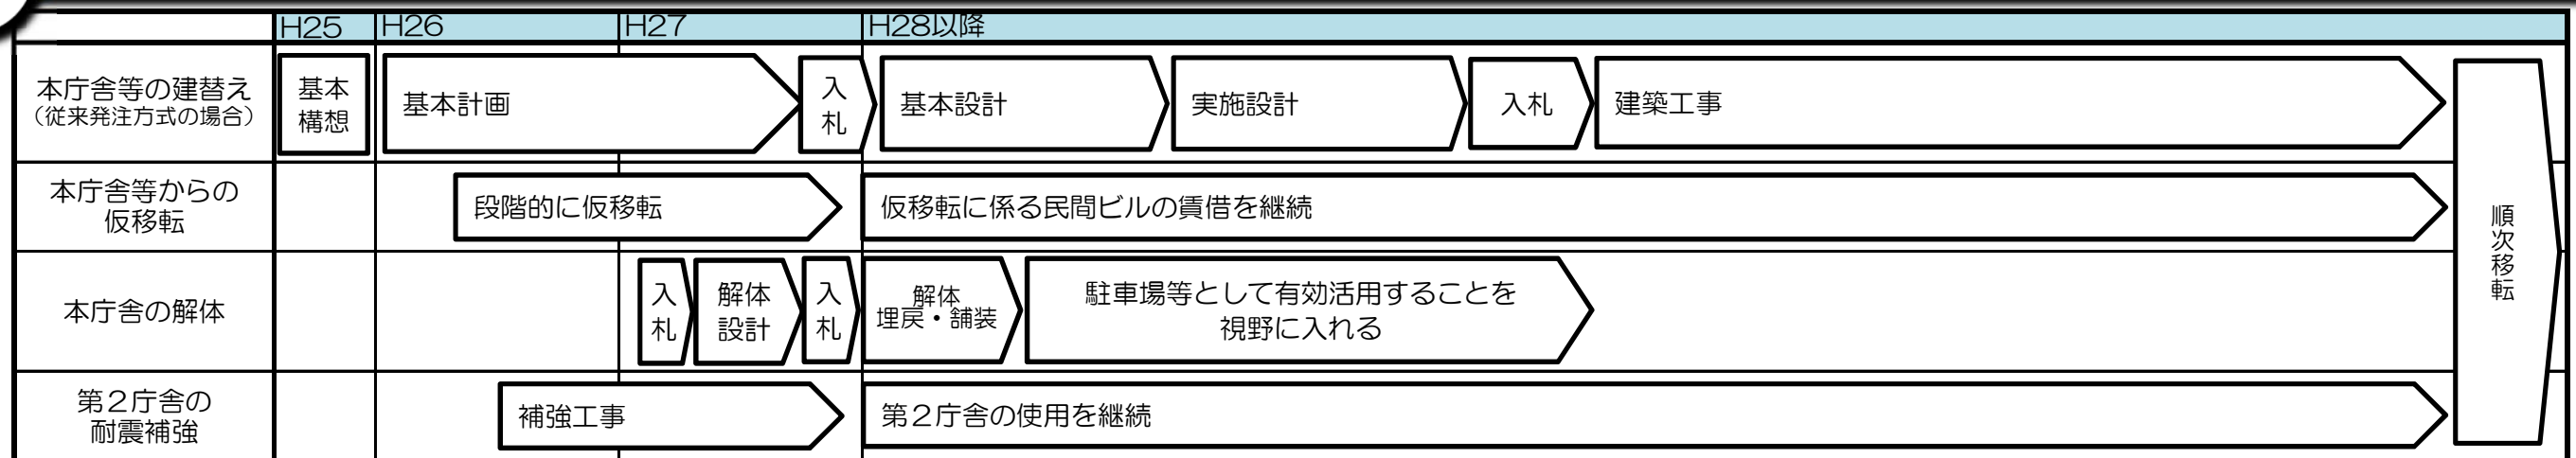 H25
H26
H27
H28以降
本庁舎等の建替え
（従来発注方式の場合）
基本
構想
基本計画
入
札
基本設計
実施設計
入札
建築工事
本庁舎等からの
仮移転
段階的に仮移転
仮移転に係る民間ビルの賃借を継続
順次移転
本庁舎の解体
入
札
解体
設計
入
札
解体
埋戻・舗装
駐車場等として有効活用することを
視野に入れる
第２庁舎の
耐震補強
補強工事
第２庁舎の使用を継続